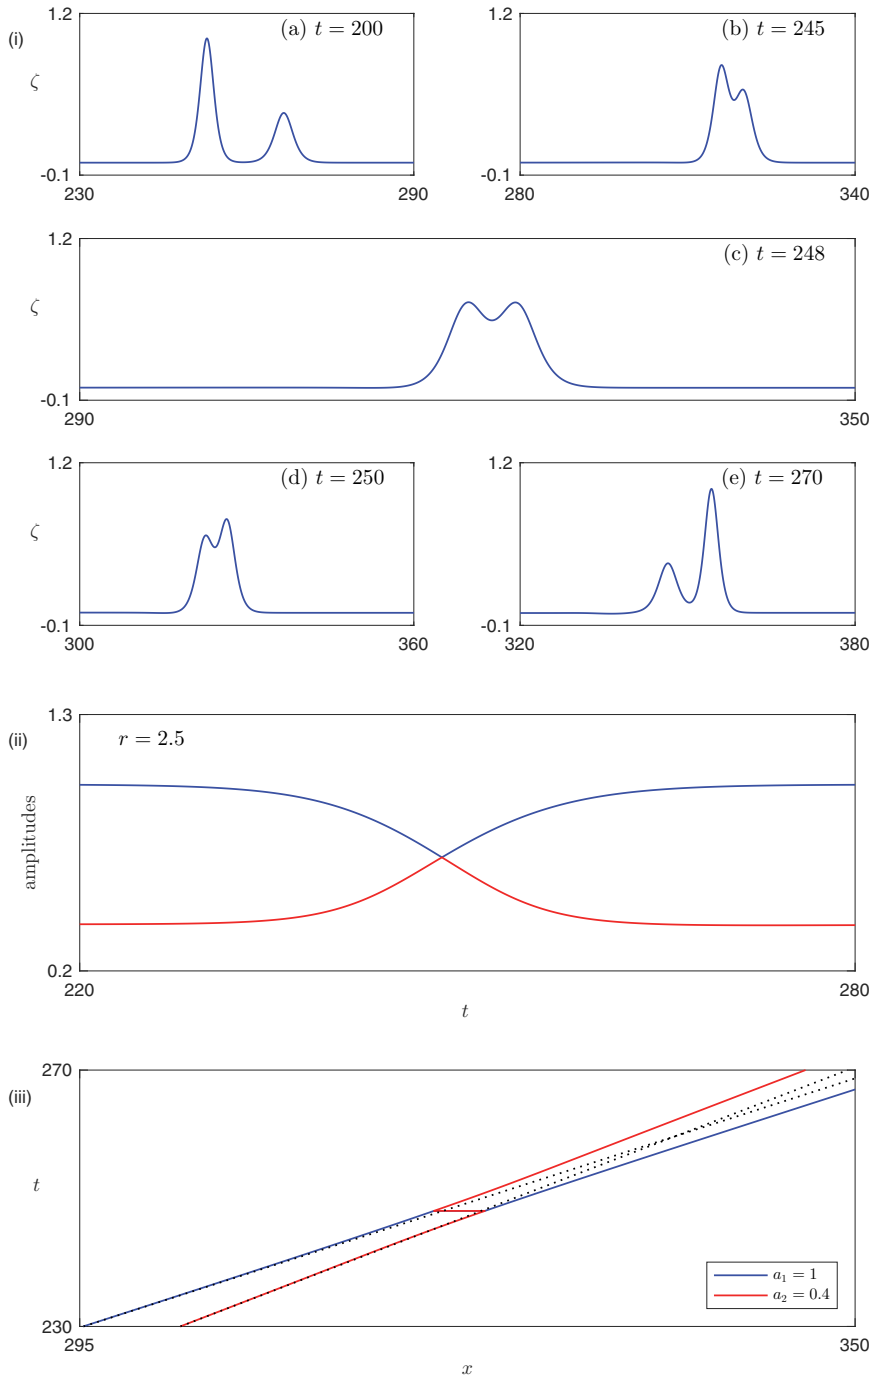 (i)
1.2
(a) t = 200
ζ
-0.1
230
290
1.2
(b) t = 245
-0.1
280
340
1.2
(c) t = 248
ζ
-0.1
290
350
1.2
(d) t = 250
ζ
-0.1
300
360
1.2
(e) t = 270
-0.1
320
380
(ii)
1.3
r = 2.5
amplitudes
0.2
220
280
t
(iii)
270
t
230
a₁ = 1
a₂ = 0.4
295
350
x